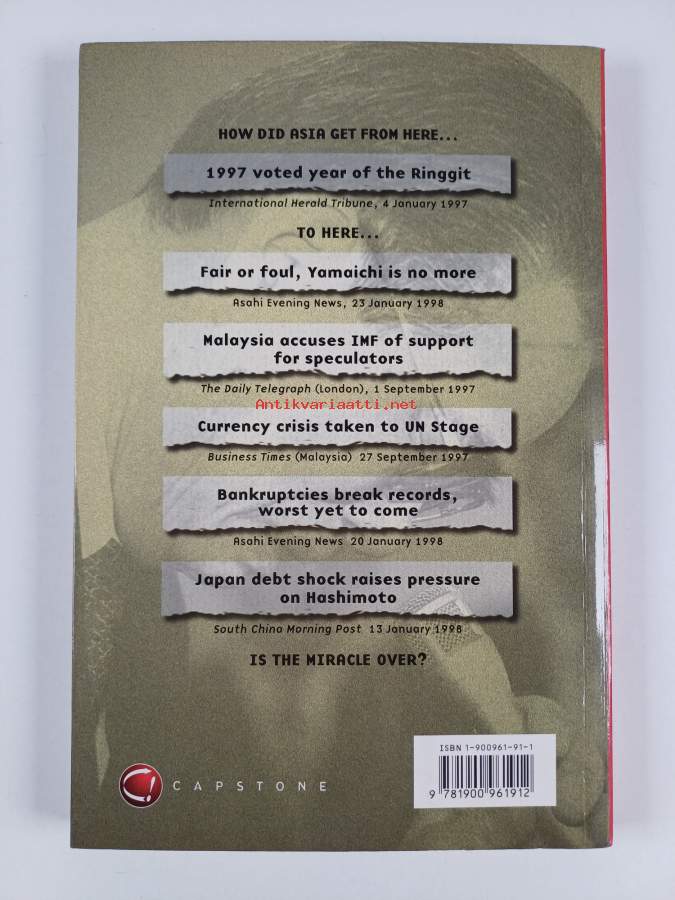 HOW DID ASIA GET FROM HERE...
1997 voted year of the Ringgit
International Herald Tribune, 4 January 1997
TO HERE...
Fair or foul, Yamaichi is no more
Asahi Evening News, 23 January 1998
Malaysia accuses IMF of support
for speculators
The Daily Telegraph (London), 1 September 1997
Antikvariaatti.net
Currency crisis taken to UN Stage
Business Times (Malaysia) 27 September 1997
Bankruptcies break records,
worst yet to come
Asahi Evening News 20 January 1998
Japan debt shock raises pressure
on Hashimoto
South China Morning Post 13 January 1998
IS THE MIRACLE OVER?
ISBN 1-900961-91-1
9 781900 961912
CAPSTONE